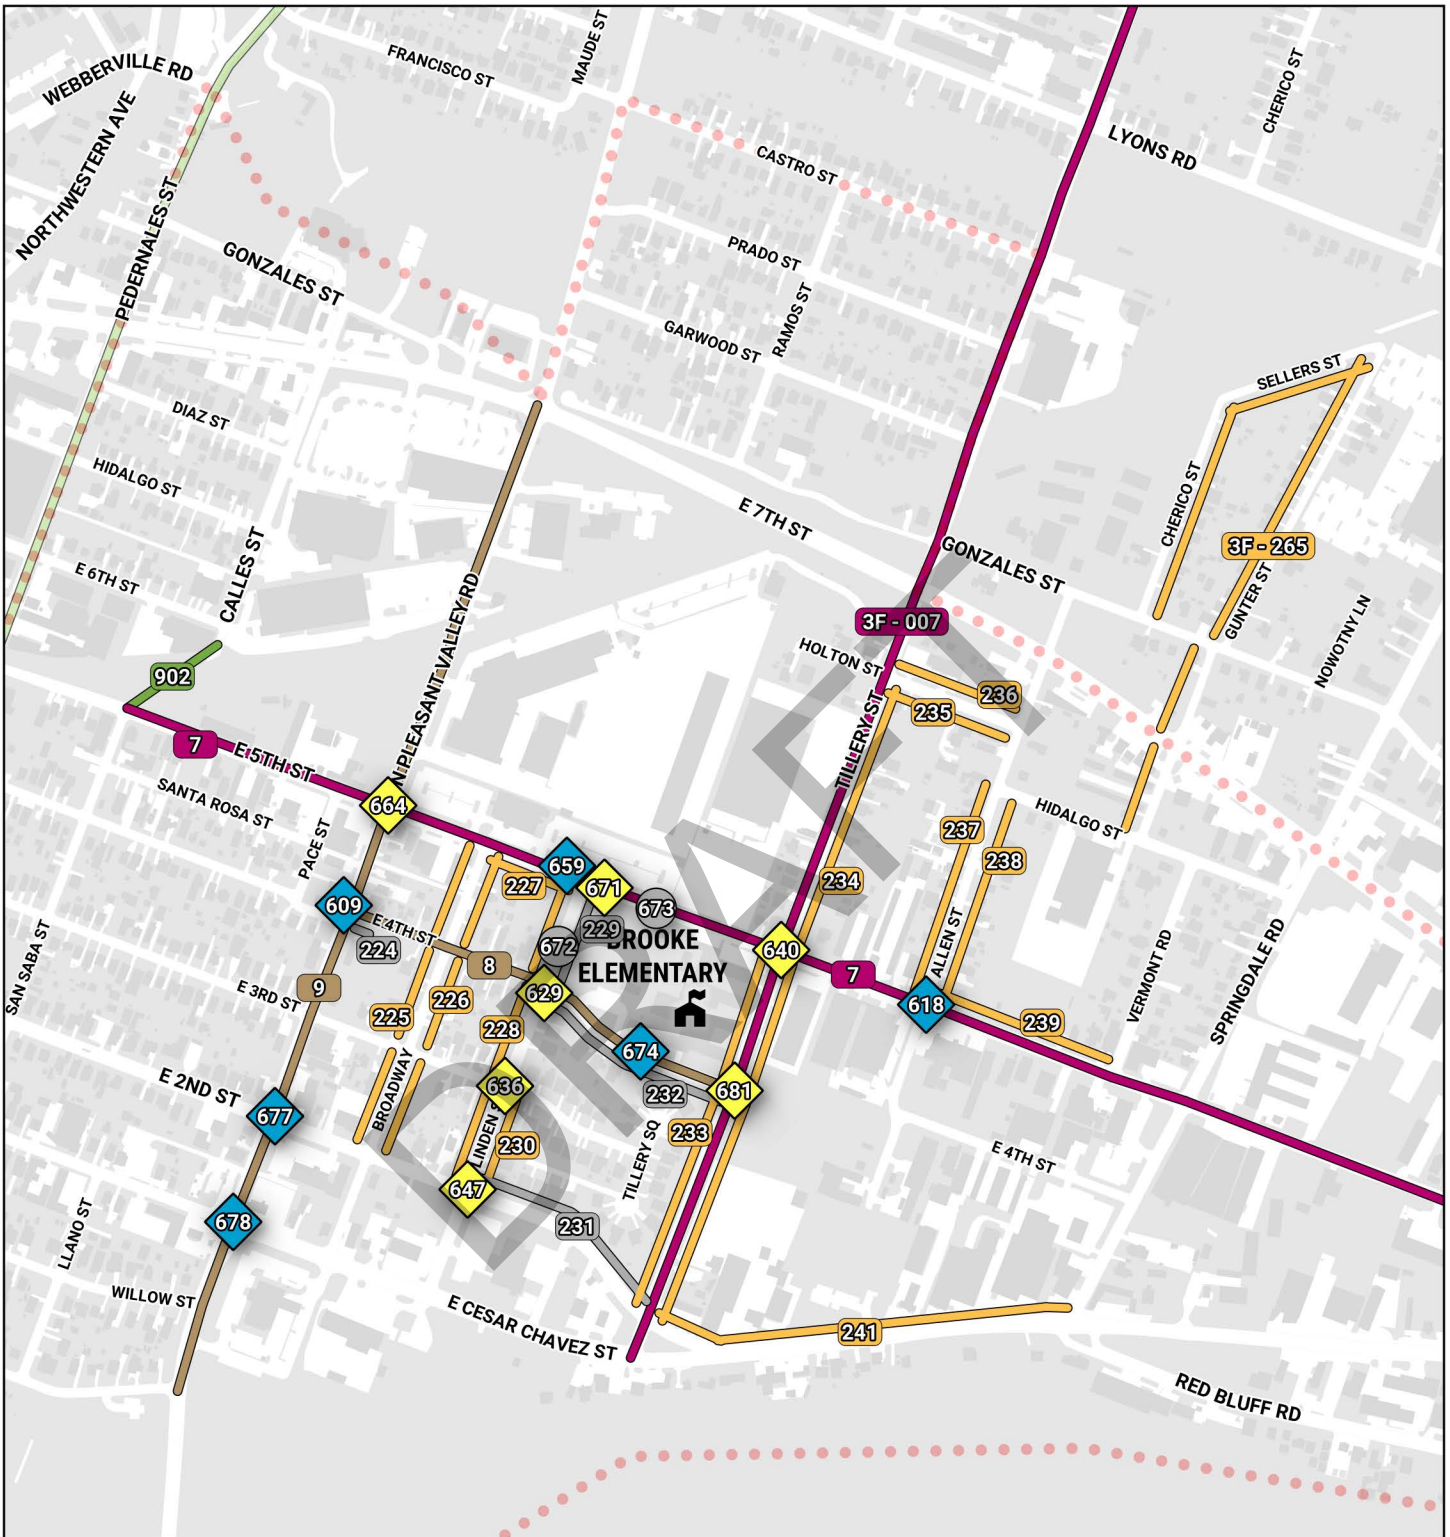 MAUDE ST
FRANCISCO ST
WEBBERVILLE RD
CHERICO ST
NORTHWESTERN AVE
LYONS RD
CASTRO ST
PEDERNALES ST
PRADO ST
GONZALES ST
RAMOS ST
GARWOOD ST
SELLERS ST
DIAZ ST
HIDALGO ST
CHERICO ST
E 7TH ST
3F - 265
GONZALES ST
CALLES ST
E 6TH ST
GUNTER ST
3F - 007
NOWOTNY LN
N PLEASANT VALLEY RD
HOLTON ST
902
236
235
7
E 5TH ST
TILLERY ST
SANTA ROSA ST
664
HIDALGO ST
PACE ST
237
238
659
227
671
234
609
673
E 4TH ST
229
224
672
BROOKE
ELEMENTARY
640
ALLEN ST
8
7
SAN SABA ST
9
E 3RD ST
629
226
225
228
618
239
VERMONT RD
SPRINGDALE RD
674
E 2ND ST
636
232
681
BROADWAY
677
233
LINDEN S
230
TILLERY SQ
E 4TH ST
647
678
231
LLANO ST
WILLOW ST
E CESAR CHAVEZ ST
241
RED BLUFF RD
DRAFT